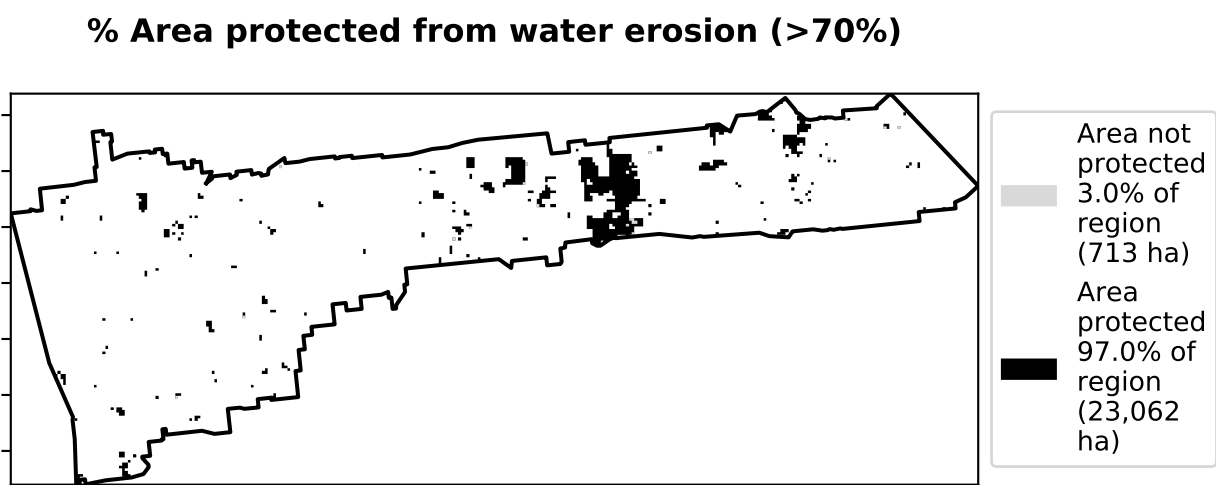 % Area protected from water erosion (>70%)
Area not
protected
3.0% of
region
(713 ha)
Area
protected
97.0% of
region
(23,062
ha)